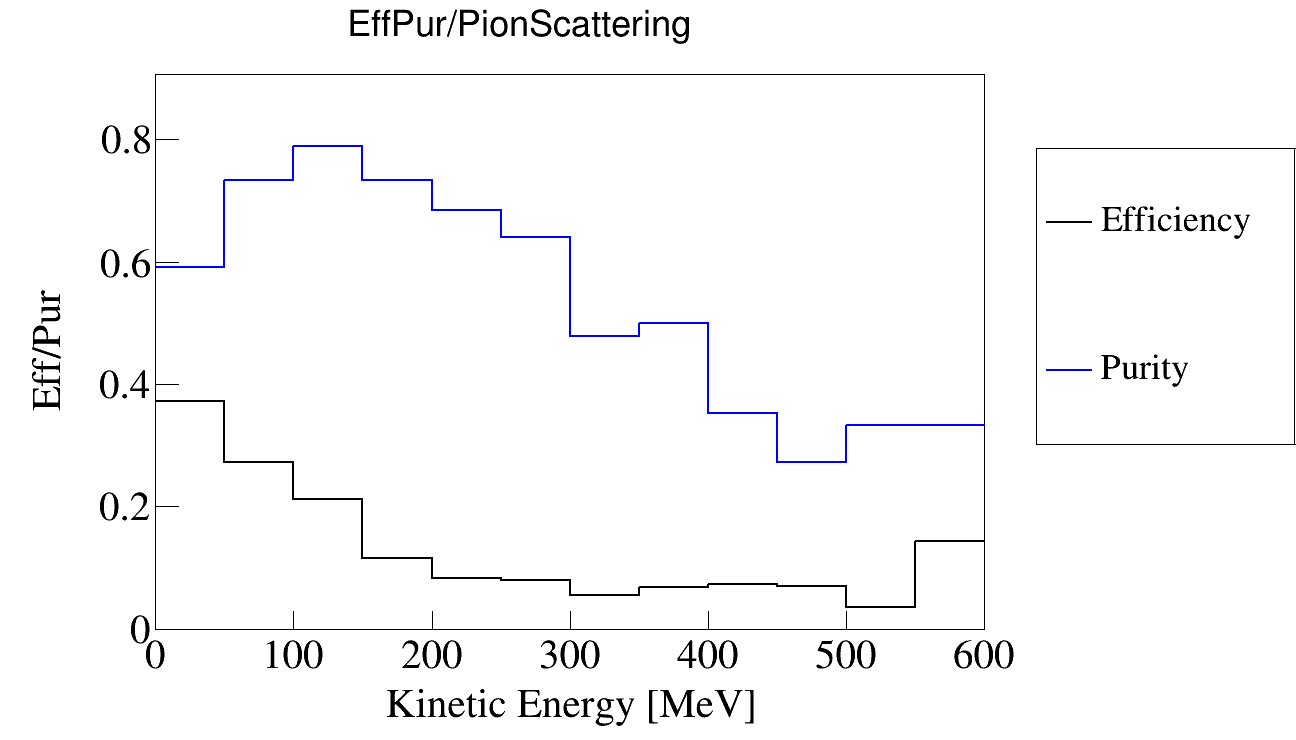 EffPur/PionScattering
0.8
0.6
0.4
0.2
0
Eff/Pur
0 100 200 300 400 500 600
Kinetic Energy [MeV]
Efficiency
Purity